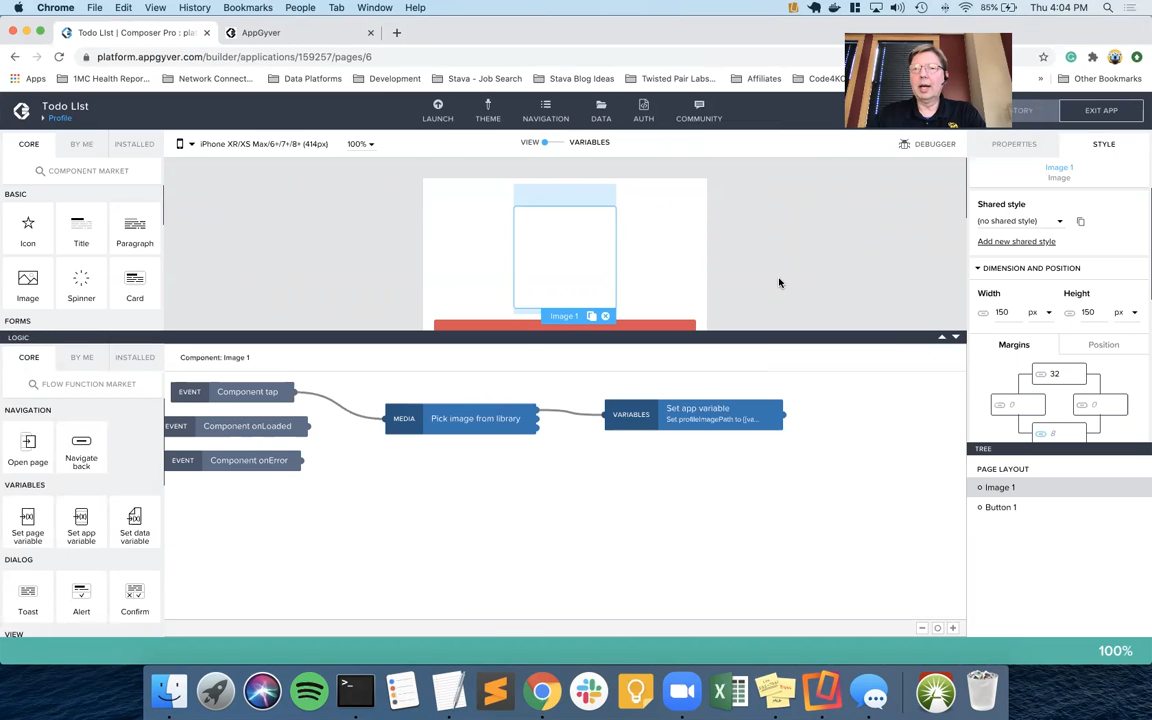 Chrome File Edit View History Bookmarks People Tab Window Help 85% Thu 4:04 PM
Todo LIst | Composer Pro : pla × AppGyver × +
platform.appgyver.com/builder/applications/159257/pages/6
Apps 1MC Health Repor... Network Connect... Data Platforms Development Stava - Job Search Stava Blog Ideas Twisted Pair Labs... Affiliates Code4KC » Other Bookmarks
Todo LIst
Profile
LAUNCH THEME NAVIGATION DATA AUTH COMMUNITY EXIT APP
CORE BY ME INSTALLED iPhone XR/XS Max/6+/7+/8+ (414px) 100% VIEW VARIABLES DEBUGGER PROPERTIES STYLE
COMPONENT MARKET
Image 1
Image
BASIC
Icon Title Paragraph
Image Spinner Card
FORMS
Shared style
(no shared style)
Add new shared style
DIMENSION AND POSITION
Width Height
150 px 150 px
Margins Position
32
0 0
8
Image 1
LOGIC
CORE BY ME INSTALLED Component: Image 1
FLOW FUNCTION MARKET
NAVIGATION
Open page Navigate back
VARIABLES
Set page variable Set app variable Set data variable
DIALOG
Toast Alert Confirm
VIEW
EVENT Component tap
EVENT Component onLoaded
EVENT Component onError
MEDIA Pick image from library
VARIABLES Set app variable
Set profileImagePath to {{va...
TREE
PAGE LAYOUT
Image 1
Button 1
100%